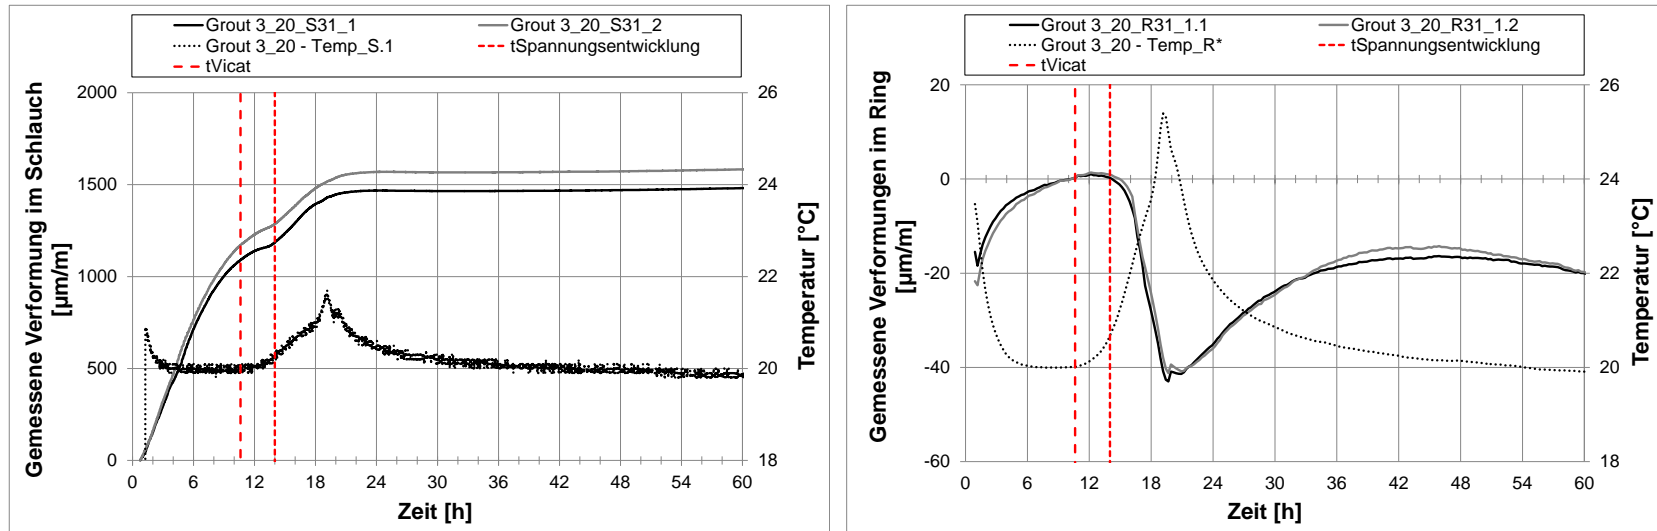 Grout 3_20_S31_1
Grout 3_20_S31_2
Grout 3_20 - Temp_S.1
tSpannungsentwicklung
tVicat
Gemessene Verformung im Schlauch
[µm/m]
2000
1500
1000
500
0
26
24
22
20
18
Temperatur [°C]
0
6
12
18
24
30
36
42
48
54
60
Zeit [h]
Grout 3_20_R31_1.1
Grout 3_20_R31_1.2
Grout 3_20 - Temp_R*
tSpannungsentwicklung
tVicat
Gemessene Verformungen im Ring
[µm/m]
20
0
-20
-40
-60
26
24
22
20
18
Temperatur [°C]
0
6
12
18
24
30
36
42
48
54
60
Zeit [h]